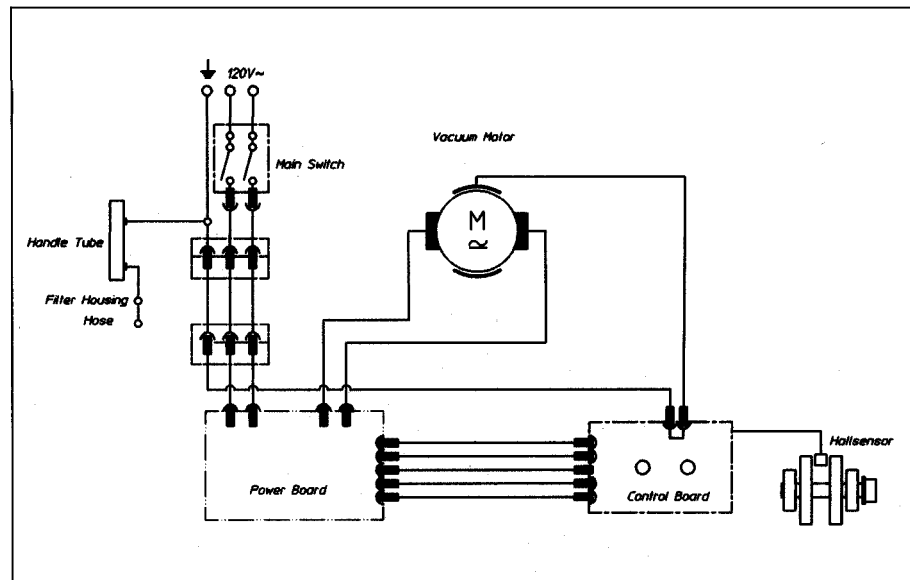 120V~
Vacuum Motor
Main Switch
M
Handle Tube
Filter Housing
Hose
Hallsensor
Power Board
Control Board